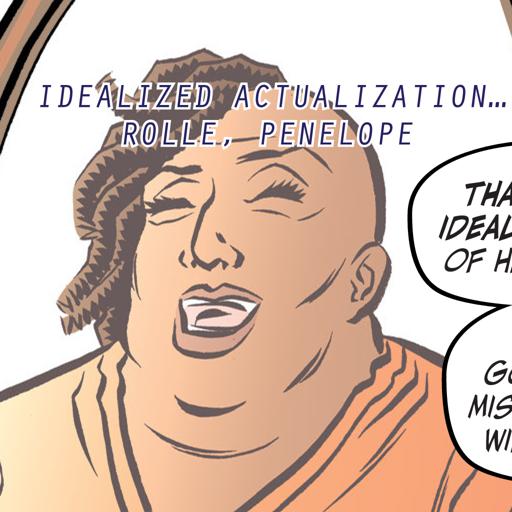 IDEALIZED ACTUALIZATION...
ROLLE, PENELOPE
THA
IDEAL
OF H
GO
MIS
WI